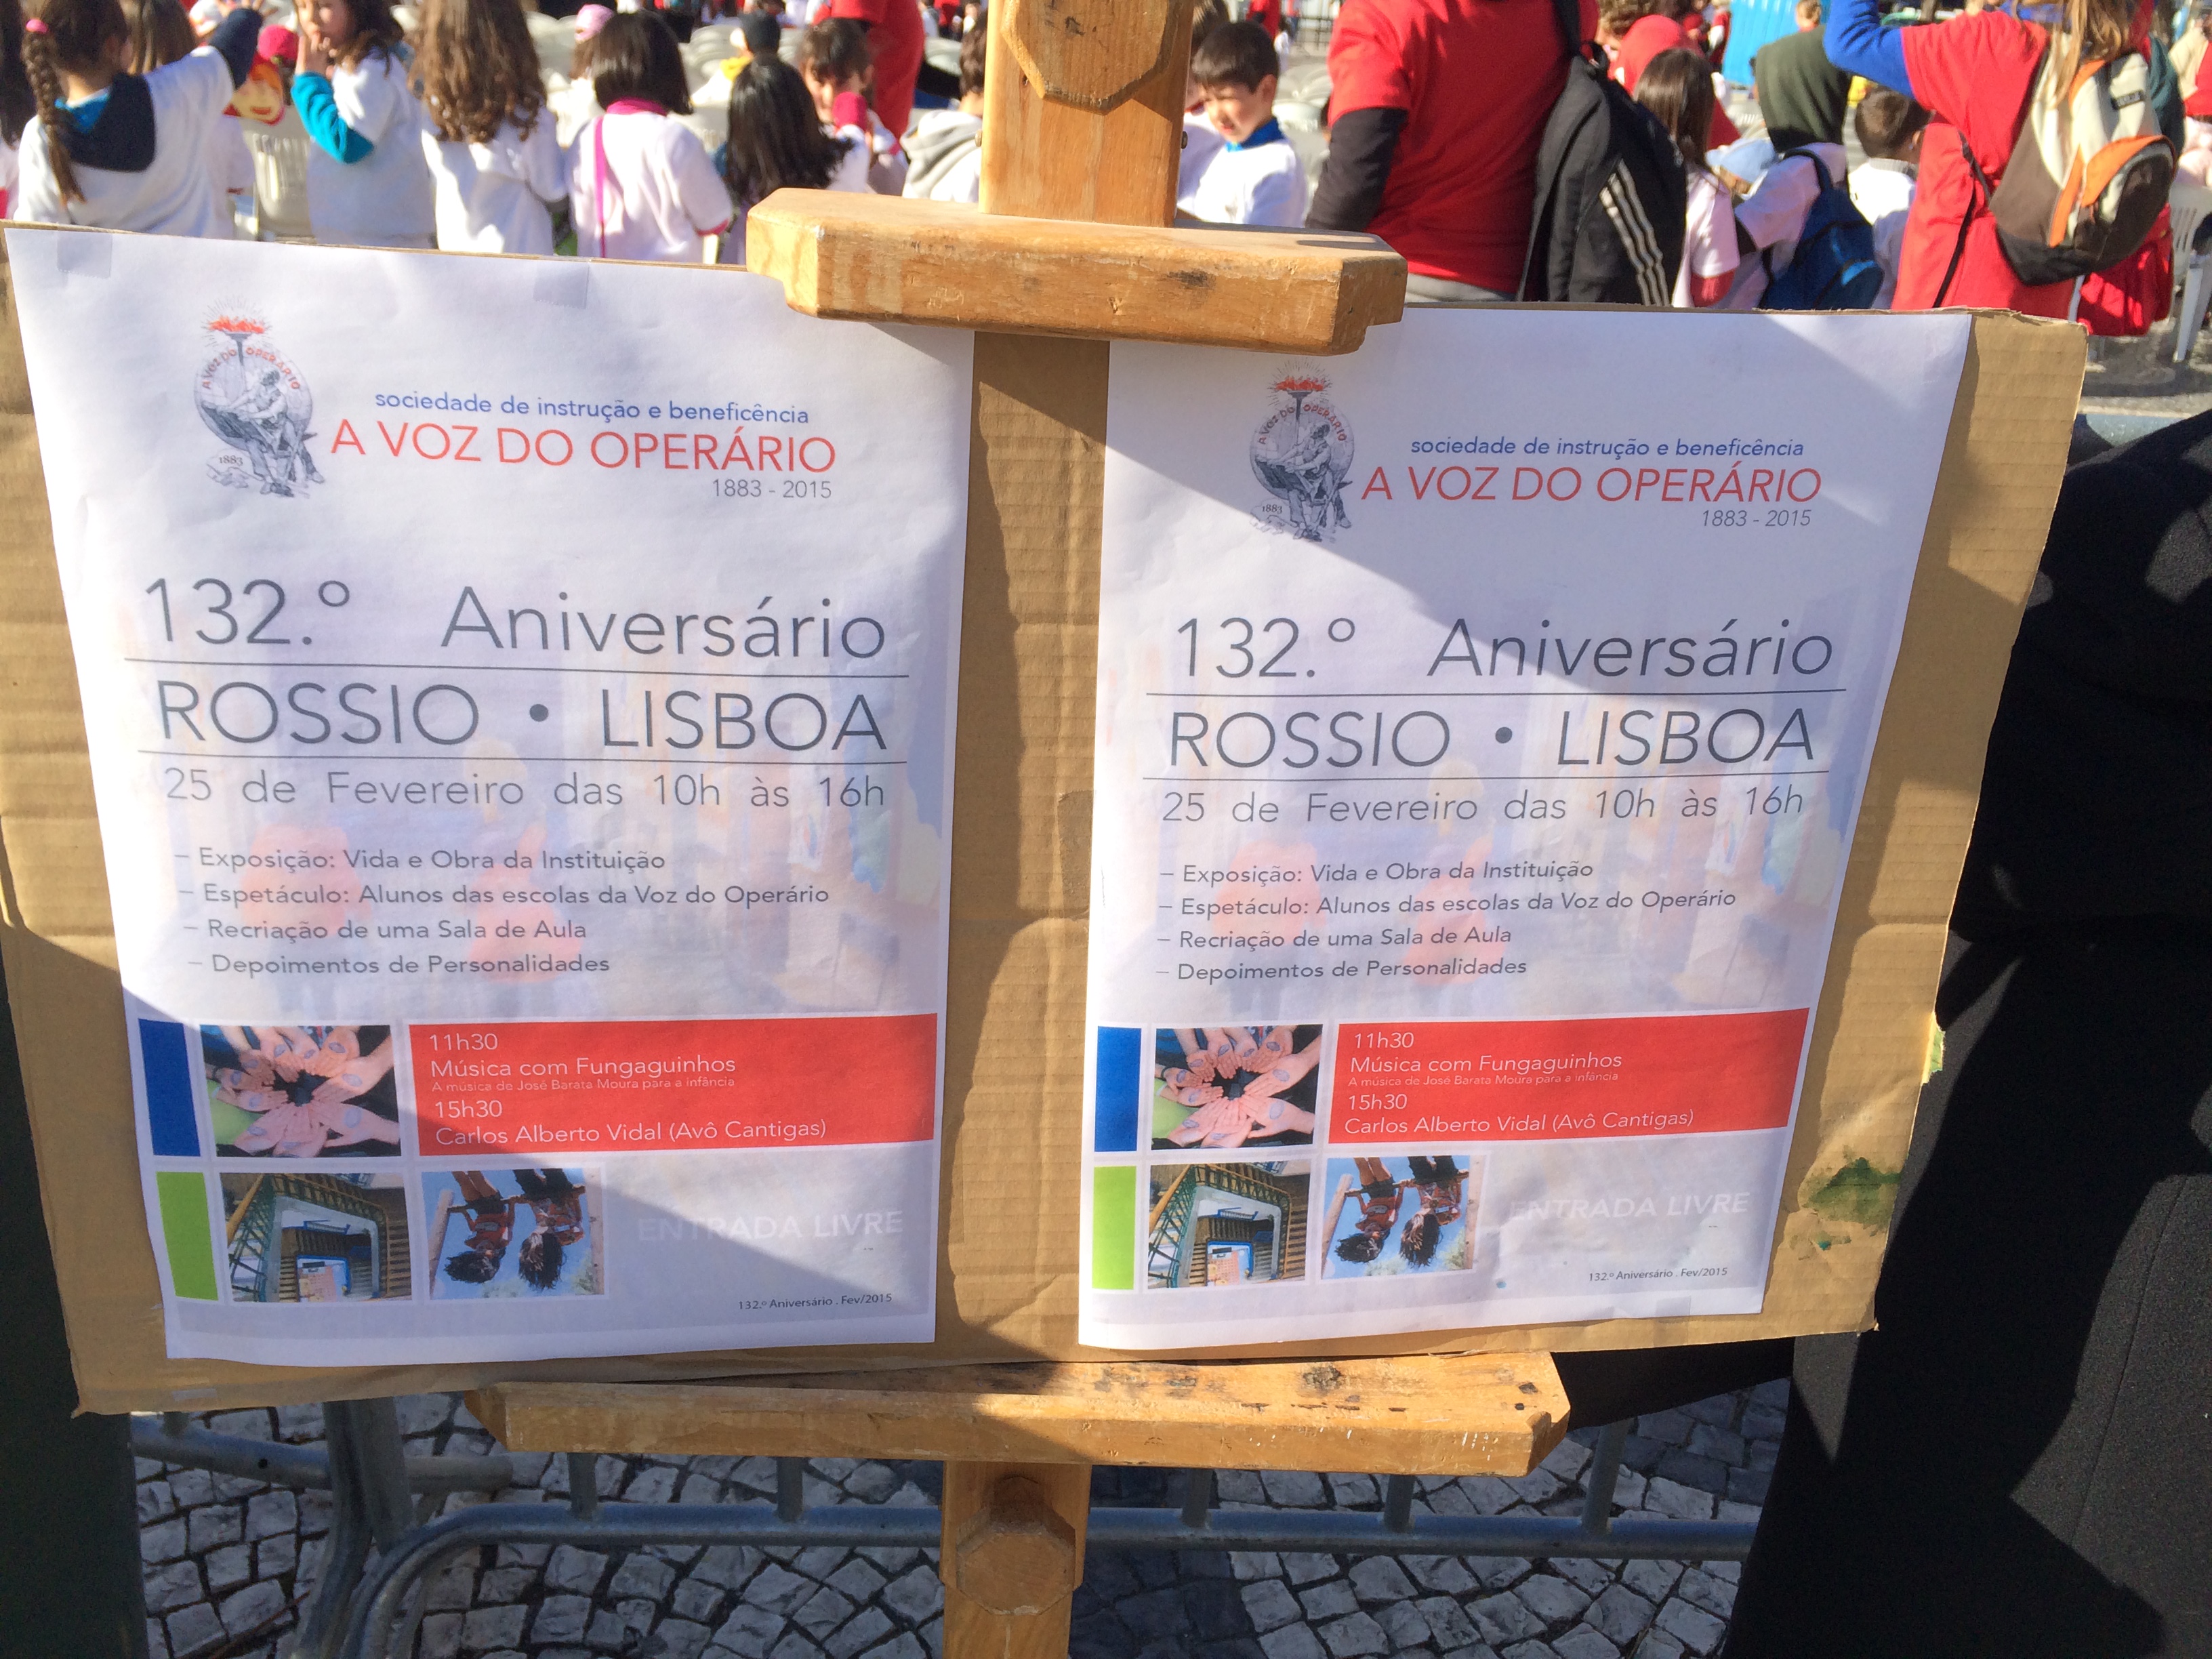 A VOZ DO OPERARIO
1883
sociedade de instrução e beneficência
A VOZ DO OPERÁRIO
1883 - 2015
132.º Aniversário
ROSSIO • LISBOA
25 de Fevereiro das 10h às 16h
– Exposição: Vida e Obra da Instituição
– Espetáculo: Alunos das escolas da Voz do Operário
– Recriação de uma Sala de Aula
– Depoimentos de Personalidades
11h30
Música com Fungaguinhos
A música de José Barata Moura para a infância
15h30
Carlos Alberto Vidal (Avô Cantigas)
ENTRADA LIVRE
132.º Aniversário . Fev/2015
A VOZ DO OPERARIO
1883
sociedade de instrução e beneficência
A VOZ DO OPERÁRIO
1883 - 2015
132.º Aniversário
ROSSIO • LISBOA
25 de Fevereiro das 10h às 16h
– Exposição: Vida e Obra da Instituição
– Espetáculo: Alunos das escolas da Voz do Operário
– Recriação de uma Sala de Aula
– Depoimentos de Personalidades
11h30
Música com Fungaguinhos
A música de José Barata Moura para a infância
15h30
Carlos Alberto Vidal (Avô Cantigas)
ENTRADA LIVRE
132.º Aniversário . Fev/2015